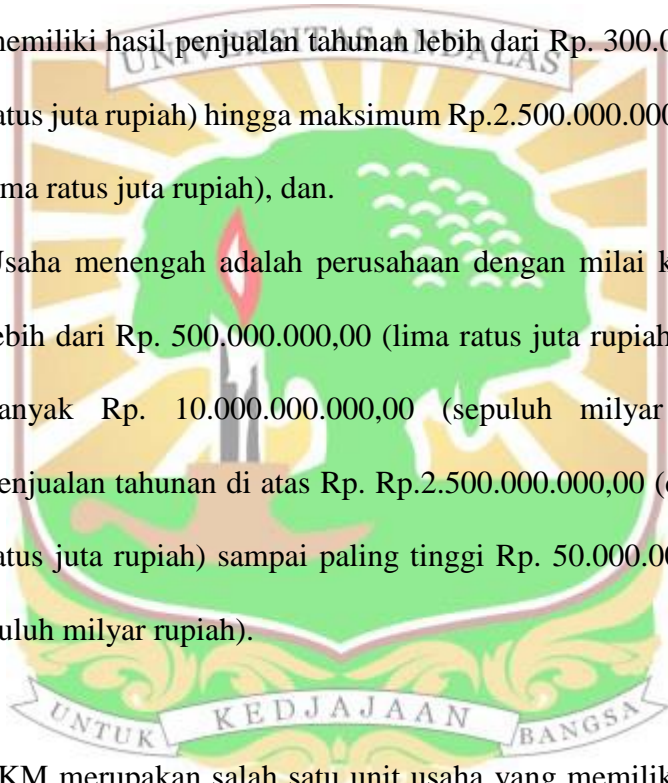 memiliki hasil penjualan tahunan lebih dari Rp. 300.0
UNIVERSITAS ANDALAS
atus juta rupiah) hingga maksimum Rp.2.500.000.000
ma ratus juta rupiah), dan.
Usaha menengah adalah perusahaan dengan milai k
ebih dari Rp. 500.000.000,00 (lima ratus juta rupiah
anyak Rp. 10.000.000.000,00 (sepuluh milyar
enjualan tahunan di atas Rp. Rp.2.500.000.000,00 (
atus juta rupiah) sampai paling tinggi Rp. 50.000.00
uluh milyar rupiah).
UNTUK KEDJAJAAN BANGSA
KM merupakan salah satu unit usaha yang memilik